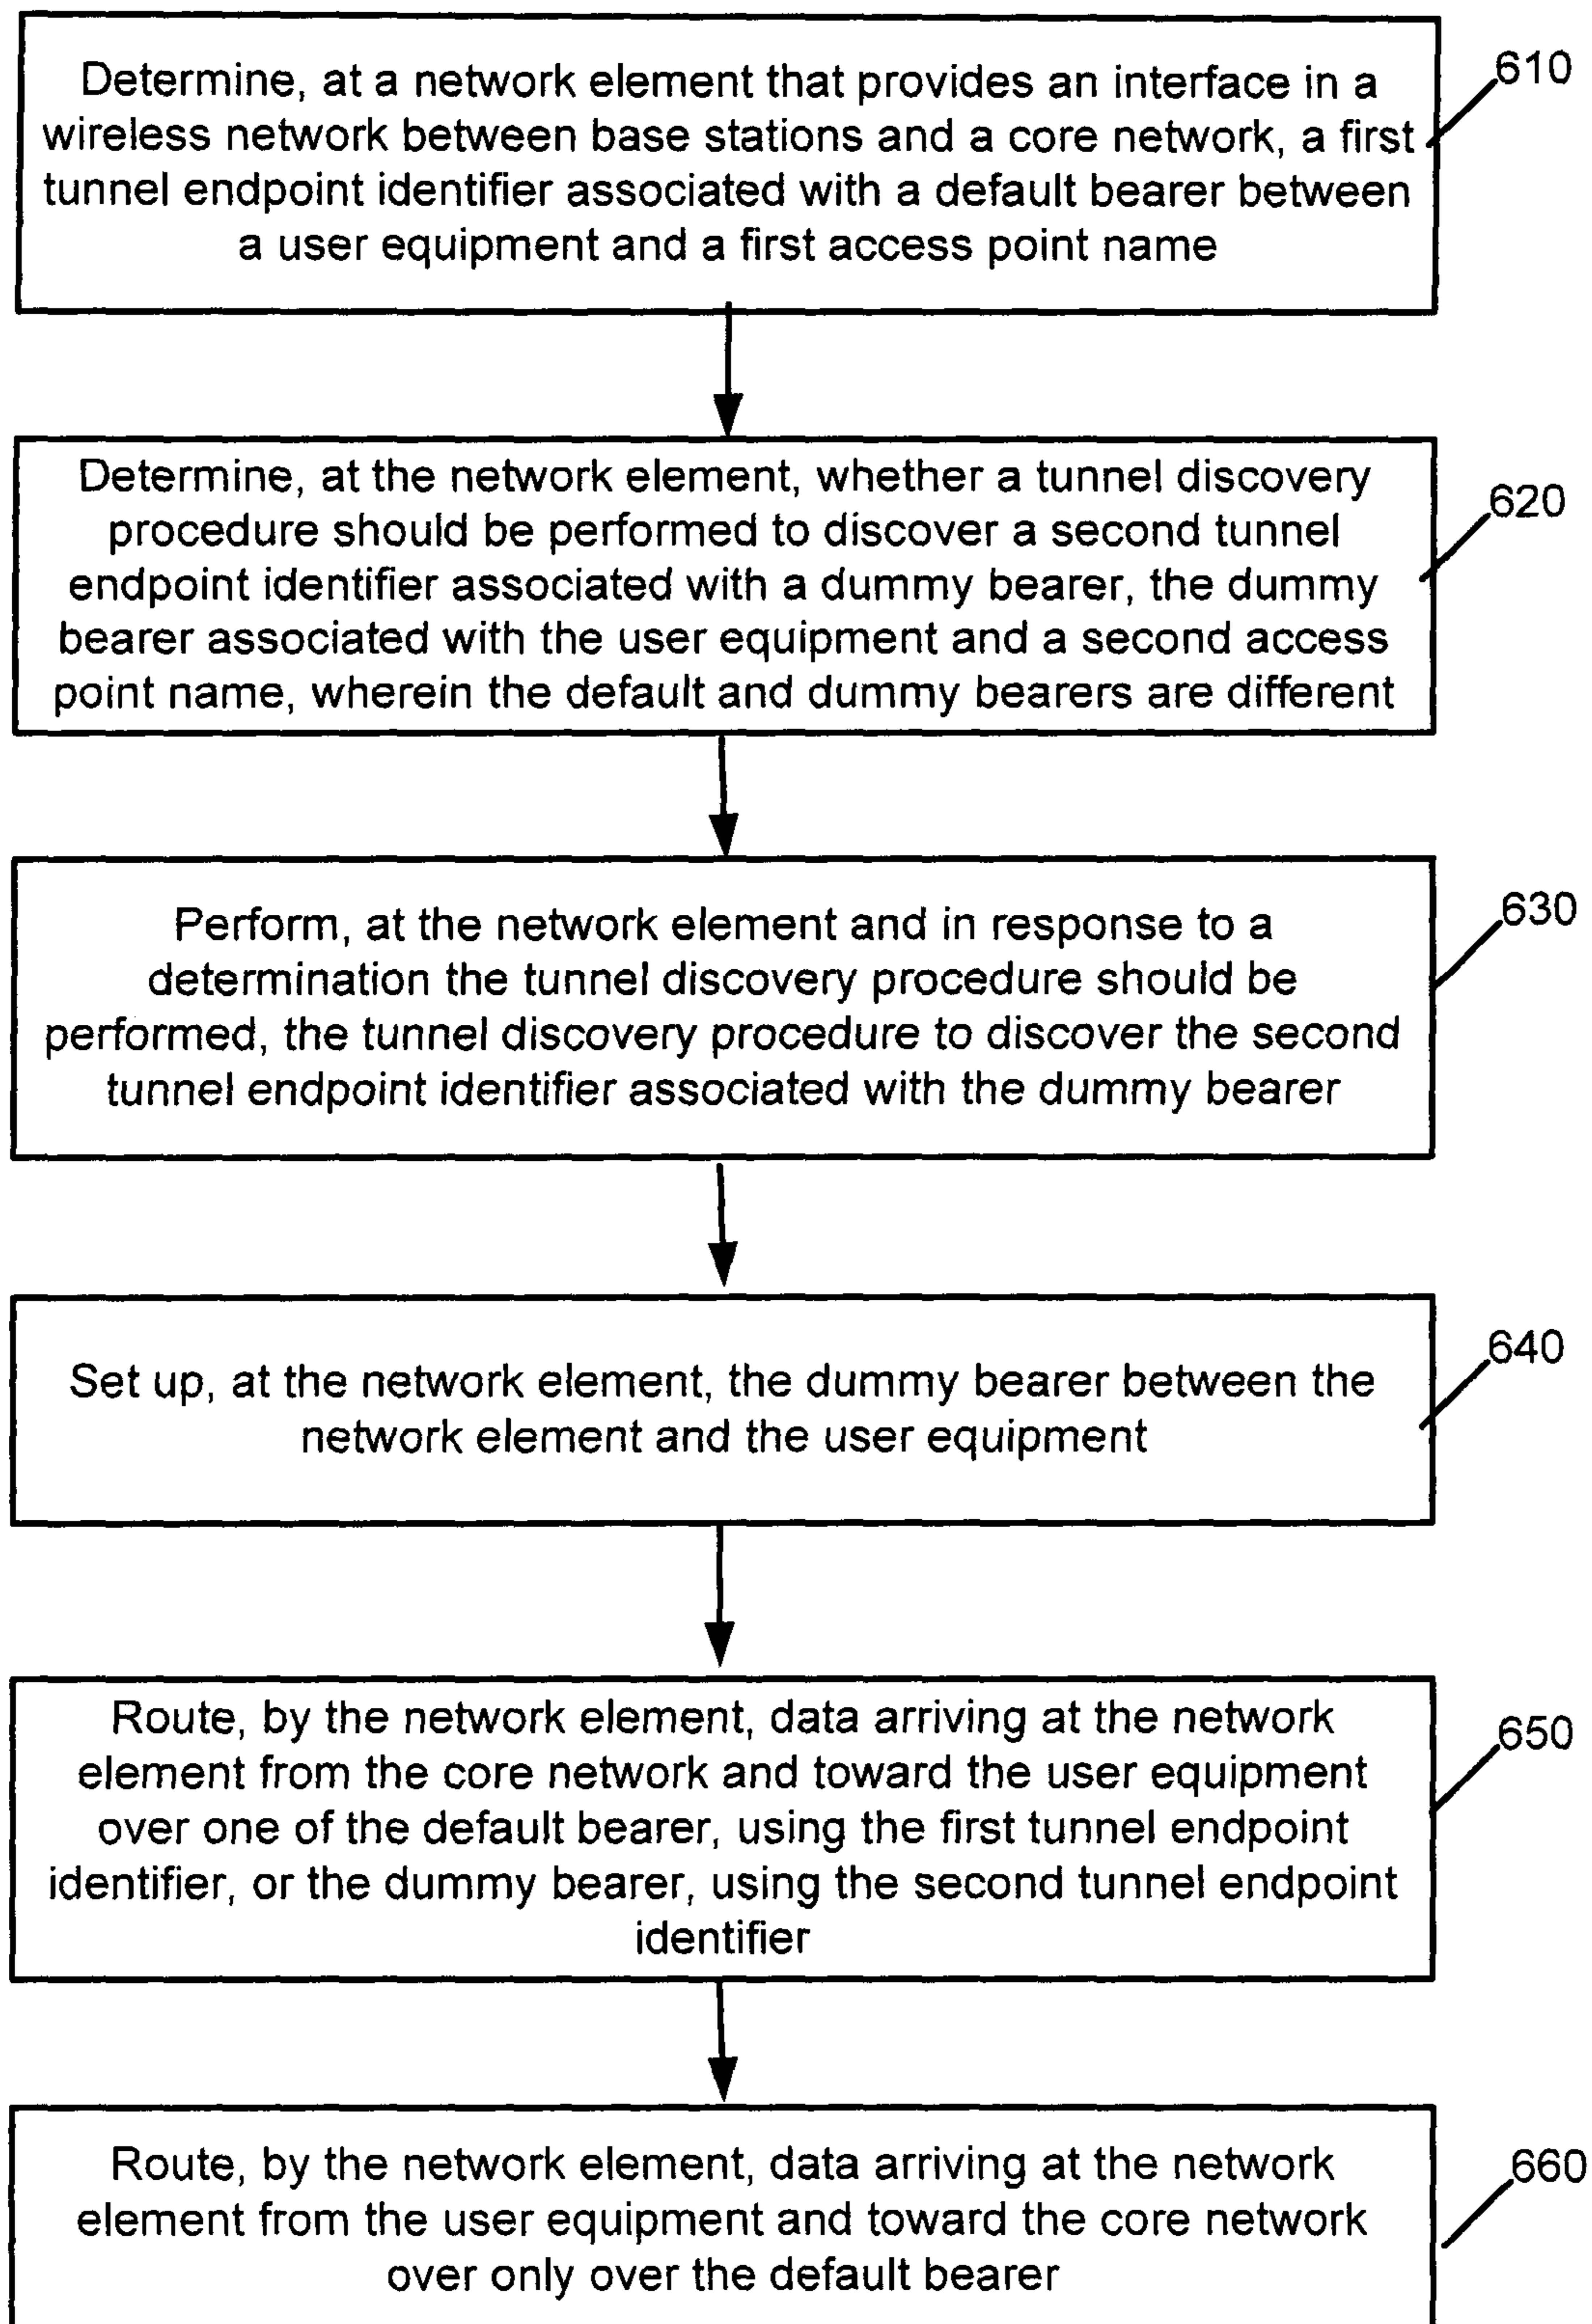 Determine, at a network element that provides an interface in a
wireless network between base stations and a core network, a first
tunnel endpoint identifier associated with a default bearer between
a user equipment and a first access point name
610
Determine, at the network element, whether a tunnel discovery
procedure should be performed to discover a second tunnel
endpoint identifier associated with a dummy bearer, the dummy
bearer associated with the user equipment and a second access
point name, wherein the default and dummy bearers are different
620
Perform, at the network element and in response to a
determination the tunnel discovery procedure should be
performed, the tunnel discovery procedure to discover the second
tunnel endpoint identifier associated with the dummy bearer
630
Set up, at the network element, the dummy bearer between the
network element and the user equipment
640
Route, by the network element, data arriving at the network
element from the core network and toward the user equipment
over one of the default bearer, using the first tunnel endpoint
identifier, or the dummy bearer, using the second tunnel endpoint
identifier
650
Route, by the network element, data arriving at the network
element from the user equipment and toward the core network
over only over the default bearer
660